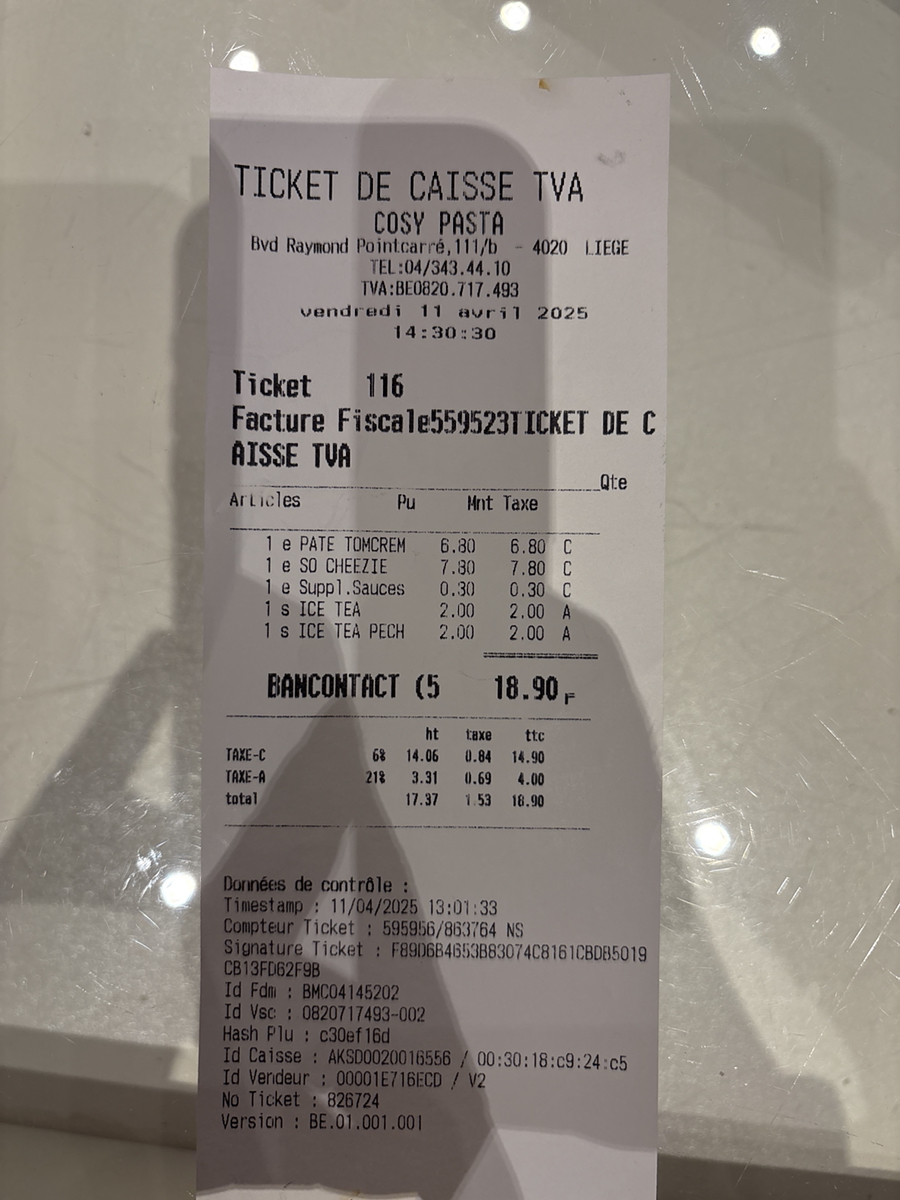 TICKET DE CAISSE TVA
COSY PASTA
Bvd Raymond Pointcarré,111/b - 4020 LIEGE
TEL:04/343.44.10
TVA:BE0820.717.493
vendredi 11 avril 2025
14:30:30
Ticket 116
Facture Fiscale559523TICKET DE C
AISSE TVA
Qte
Articles Pu Mnt Taxe
1 e PATE TOMCREM 6.80 6.80 C
1 e SO CHEEZIE 7.80 7.80 C
1 e Suppl.Sauces 0.30 0.30 C
1 s ICE TEA 2.00 2.00 A
1 s ICE TEA PECH 2.00 2.00 A
BANCONTACT (5 18.90
ht taxe ttc
TAXE-C 6% 14.06 0.84 14.90
TAXE-A 21% 3.31 0.69 4.00
total 17.37 1.53 18.90
Données de contrôle :
Timestamp : 11/04/2025 13:01:33
Compteur Ticket : 595956/863764 NS
Signature Ticket : F89D6B4653B83074C8161CBDB5019
CB13FD62F9B
Id Fdm : BMC04145202
Id Vsc : 0820717493-002
Hash Plu : c30ef16d
Id Caisse : AKSD0020016556 / 00:30:18:c9:24:c5
Id Vendeur : 00001E716ECD / V2
No Ticket : 826724
Version : BE.01.001.001